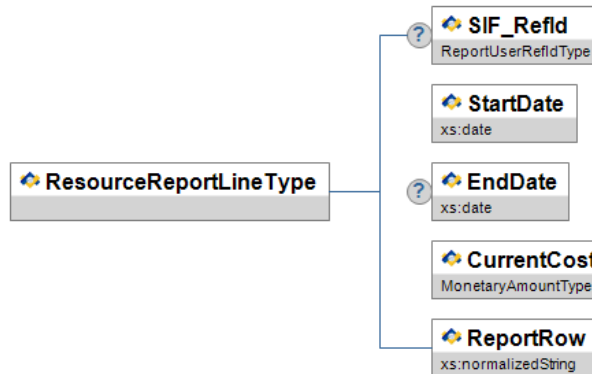 ? SIF_RefId
ReportUserRefIdType
StartDate
xs:date
ResourceReportLineType
? EndDate
xs:date
CurrentCost
MonetaryAmountType
ReportRow
xs:normalizedString